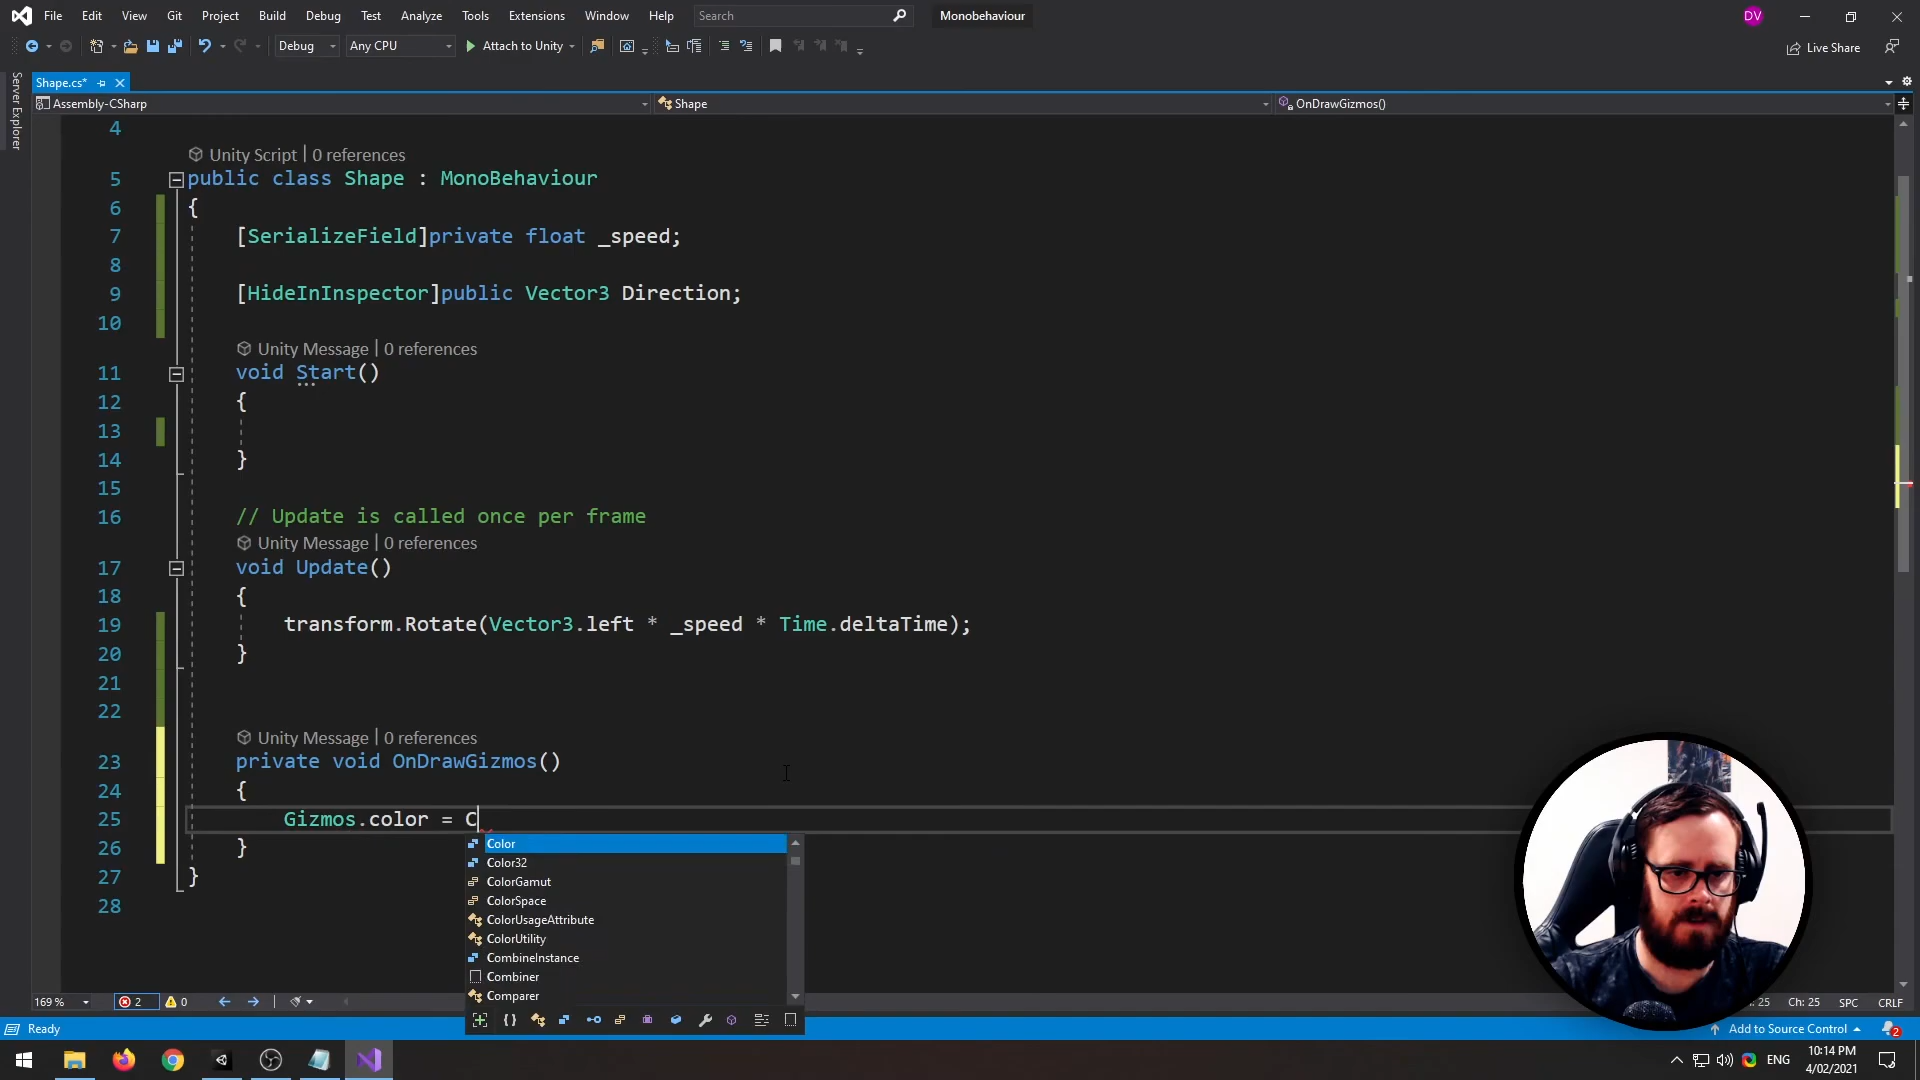 File Edit View Git Project Build Debug Test Analyze Tools Extensions Window Help Search Monobehaviour DV
Debug Any CPU Attach to Unity Live Share
Server Explorer
Shape.cs*
Assembly-CSharp Shape OnDrawGizmos()
4
Unity Script | 0 references
5 public class Shape : MonoBehaviour
6 {
7 [SerializeField]private float _speed;
8
9 [HideInInspector]public Vector3 Direction;
10
Unity Message | 0 references
11 void Start()
12 {
13
14 }
15
16 // Update is called once per frame
Unity Message | 0 references
17 void Update()
18 {
19 transform.Rotate(Vector3.left * _speed * Time.deltaTime);
20 }
21
22
Unity Message | 0 references
23 private void OnDrawGizmos()
24 {
25 Gizmos.color = C
26 }
27 }
28
Color
Color32
ColorGamut
ColorSpace
ColorUsageAttribute
ColorUtility
CombineInstance
Combiner
Comparer
169 % 2 0 : 25 Ch: 25 SPC CRLF
Ready Add to Source Control 2
ENG 10:14 PM
4/02/2021